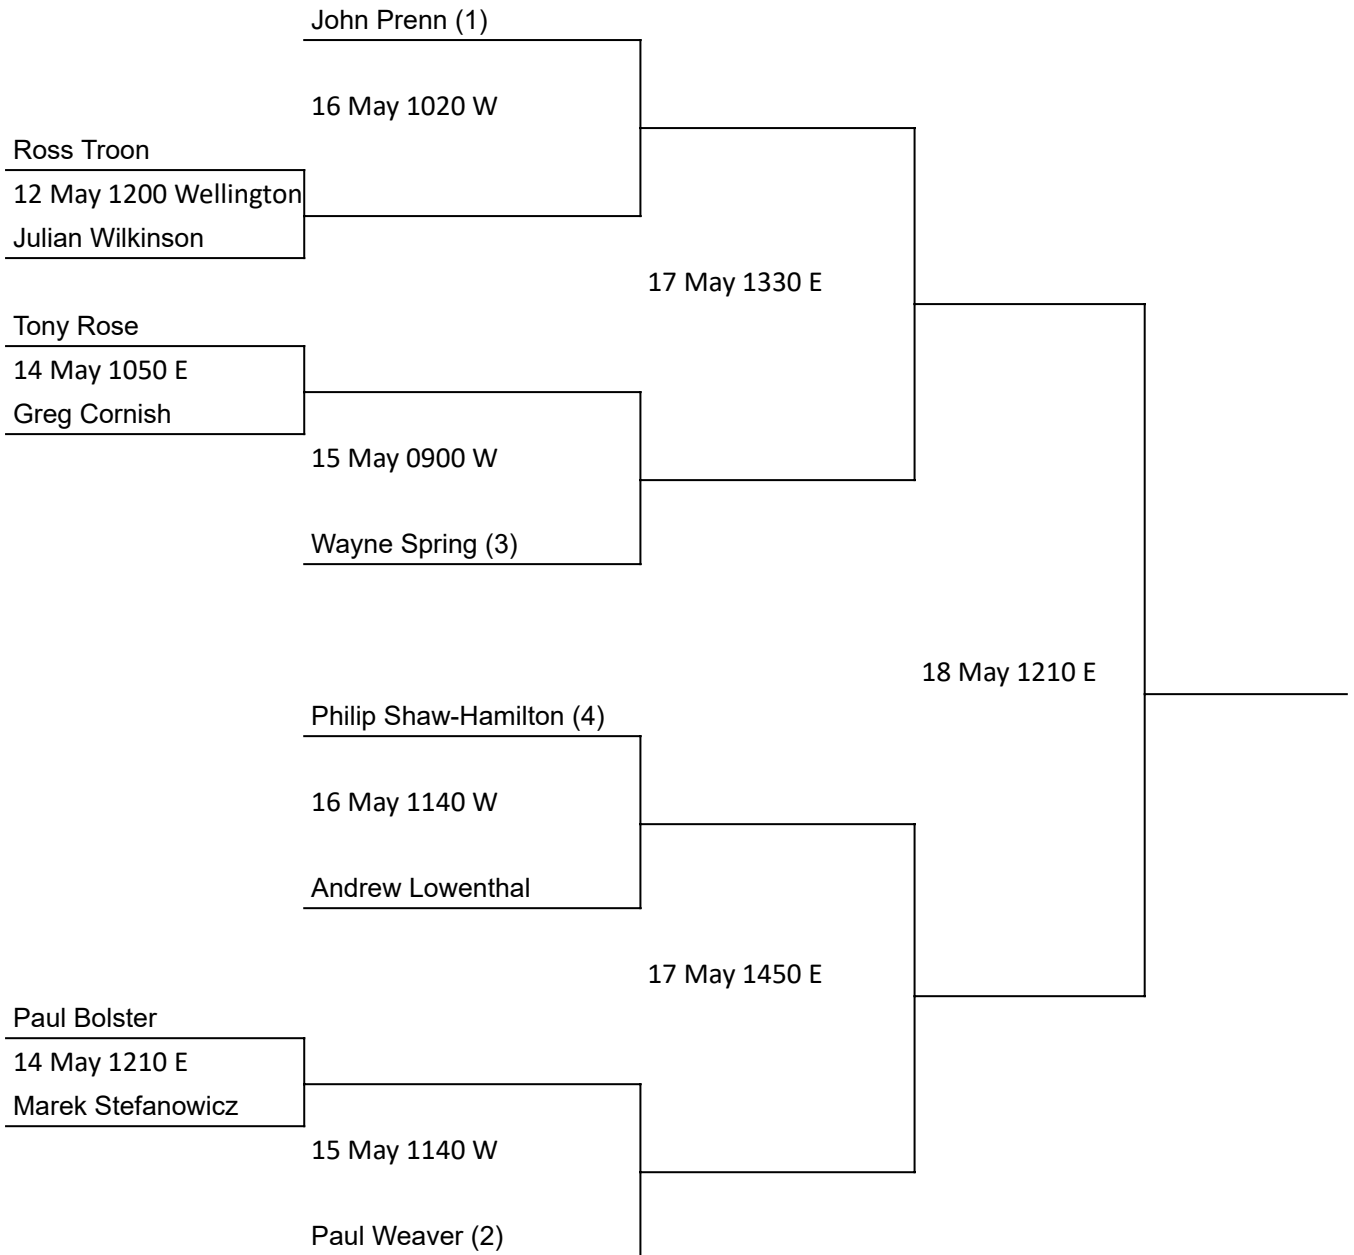 John Prenn (1)
16 May 1020 W
Ross Troon
12 May 1200 Wellington
Julian Wilkinson
17 May 1330 E
Tony Rose
14 May 1050 E
Greg Cornish
15 May 0900 W
Wayne Spring (3)
18 May 1210 E
Philip Shaw-Hamilton (4)
16 May 1140 W
Andrew Lowenthal
17 May 1450 E
Paul Bolster
14 May 1210 E
Marek Stefanowicz
15 May 1140 W
Paul Weaver (2)